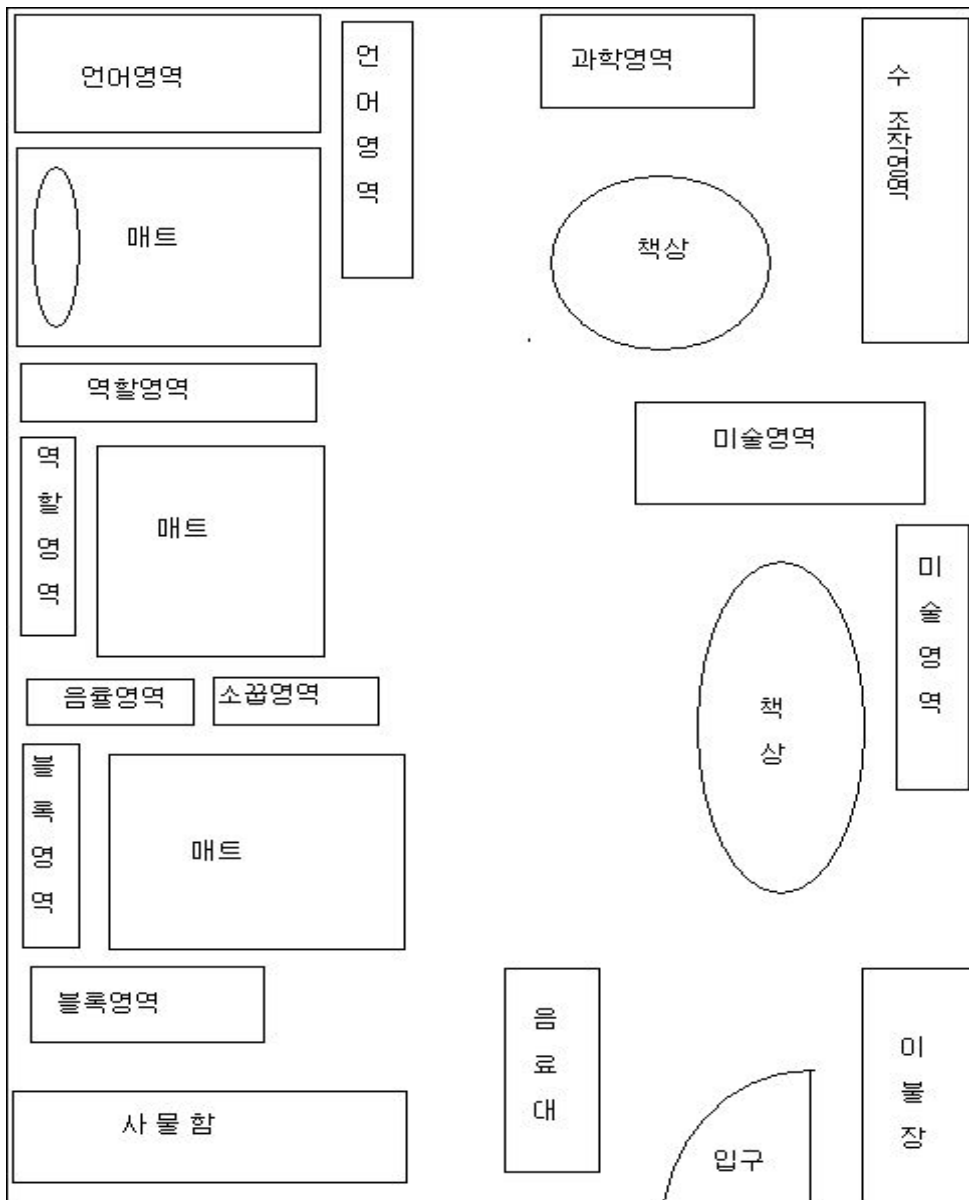 언어영역
언어영역
과학영역
수 조작영역
매트
책상
역할영역
미술영역
역할영역
매트
미술영역
음률영역
소꿉영역
책상
블록영역
매트
블록영역
음료대
이불장
사 물 함
입구